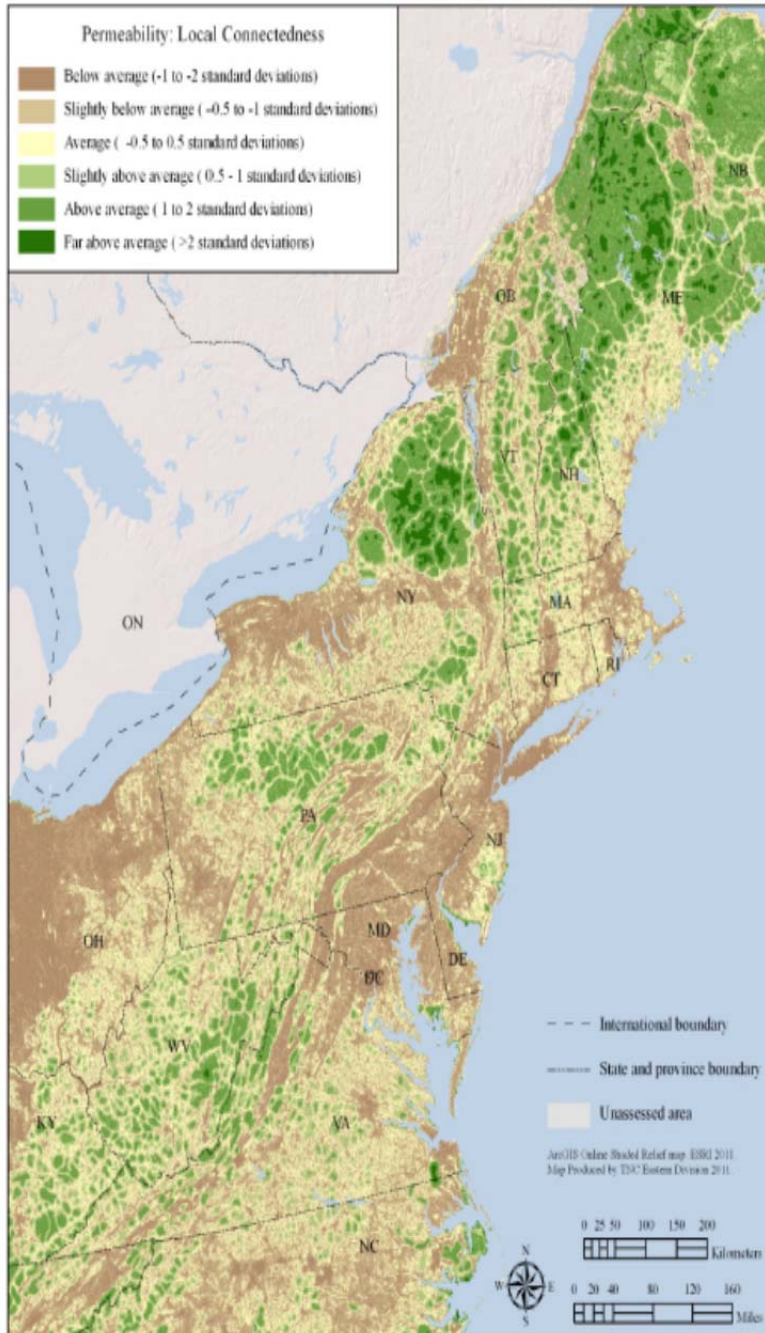 Permeability: Local Connectedness
Below average (-1 to -2 standard deviations)
Slightly below average ( -0.5 to -1 standard deviations)
Average ( -0.5 to 0.5 standard deviations)
Slightly above average ( 0.5 - 1 standard deviations)
Above average ( 1 to 2 standard deviations)
Far above average ( >2 standard deviations)
NB
QB
ME
VT
NH
ON
NY
MA
CT
RI
PA
NJ
OH
MD
DE
DC
WV
KY
VA
NC
International boundary
State and province boundary
Unassessed area
ArcGIS Online Shaded Relief map: ESRI 2011
Map Produced by TNC Eastern Division 2011
0 25 50 100 150 200
Kilometers
N
W E
S
0 20 40 80 120 160
Miles